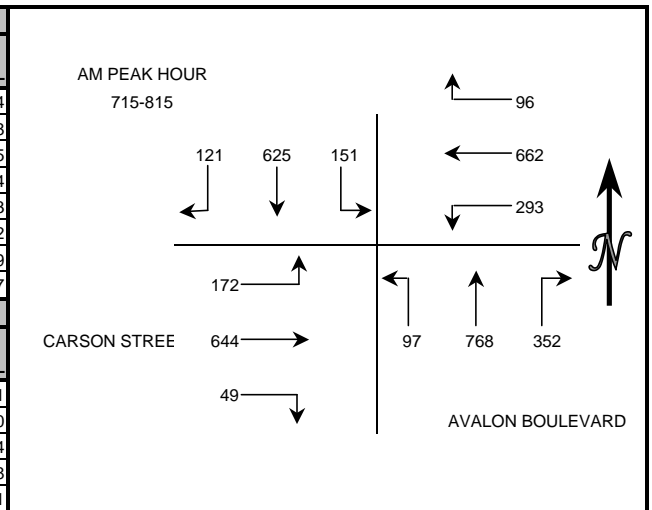 AM PEAK HOUR
715-815
96
121 625 151 662
293
N
172
CARSON STREE 644 97 768 352
49
AVALON BOULEVARD